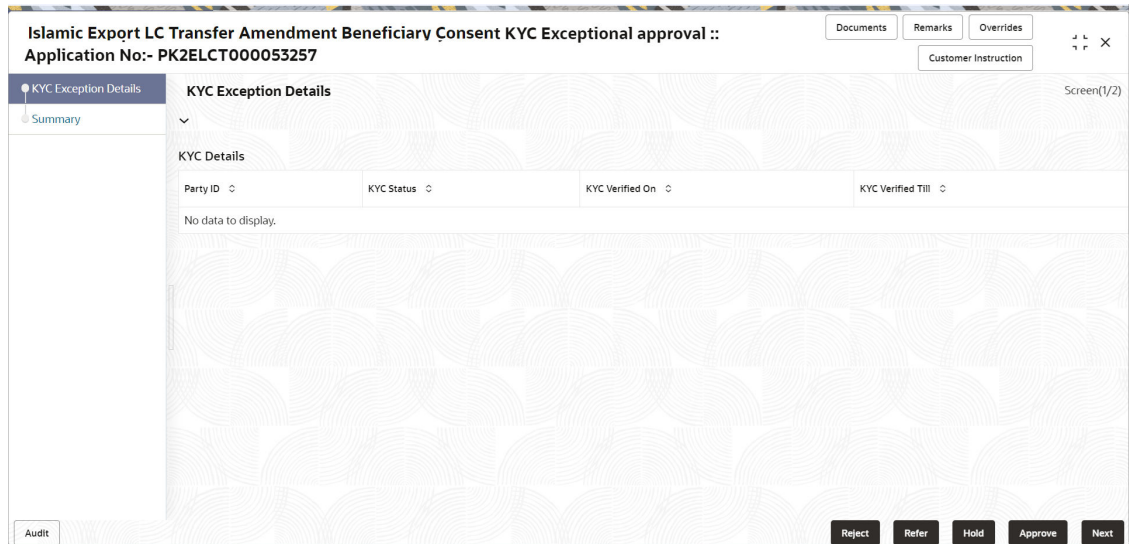 Islamic Export LC Transfer Amendment Beneficiary Consent KYC Exceptional approval ::
Application No:- PK2ELCT000053257
Documents Remarks Overrides
Customer Instruction
KYC Exception Details
Summary
KYC Exception Details
Screen(1/2)
KYC Details
Party ID KYC Status KYC Verified On KYC Verified Till
No data to display.
Audit
Reject Refer Hold Approve Next